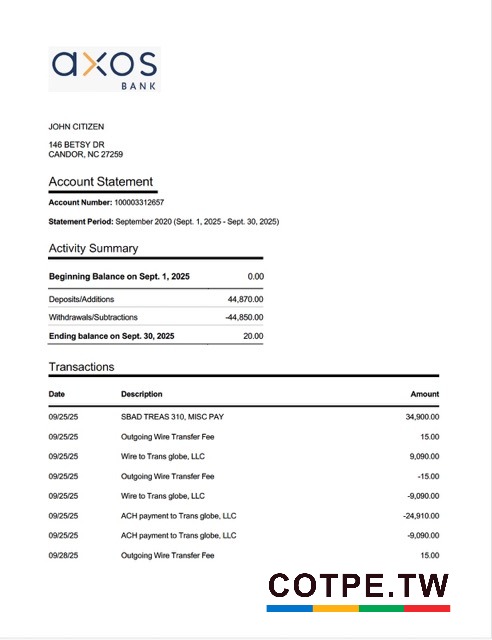 axos
BANK
JOHN CITIZEN
146 BETSY DR
CANDOR, NC 27259
Account Statement
Account Number: 100003312657
Statement Period: September 2020 (Sept. 1, 2025 - Sept. 30, 2025)
Activity Summary
Beginning Balance on Sept. 1, 2025 0.00
Deposits/Additions 44,870.00
Withdrawals/Subtractions -44,850.00
Ending balance on Sept. 30, 2025 20.00
Transactions
Date Description Amount
09/25/25 SBAD TREAS 310, MISC PAY 34,900.00
09/25/25 Outgoing Wire Transfer Fee 15.00
09/25/25 Wire to Trans globe, LLC 9,090.00
09/25/25 Outgoing Wire Transfer Fee -15.00
09/25/25 Wire to Trans globe, LLC -9,090.00
09/25/25 ACH payment to Trans globe, LLC -24,910.00
09/25/25 ACH payment to Trans globe, LLC -9,090.00
09/28/25 Outgoing Wire Transfer Fee 15.00
COTPE.TW